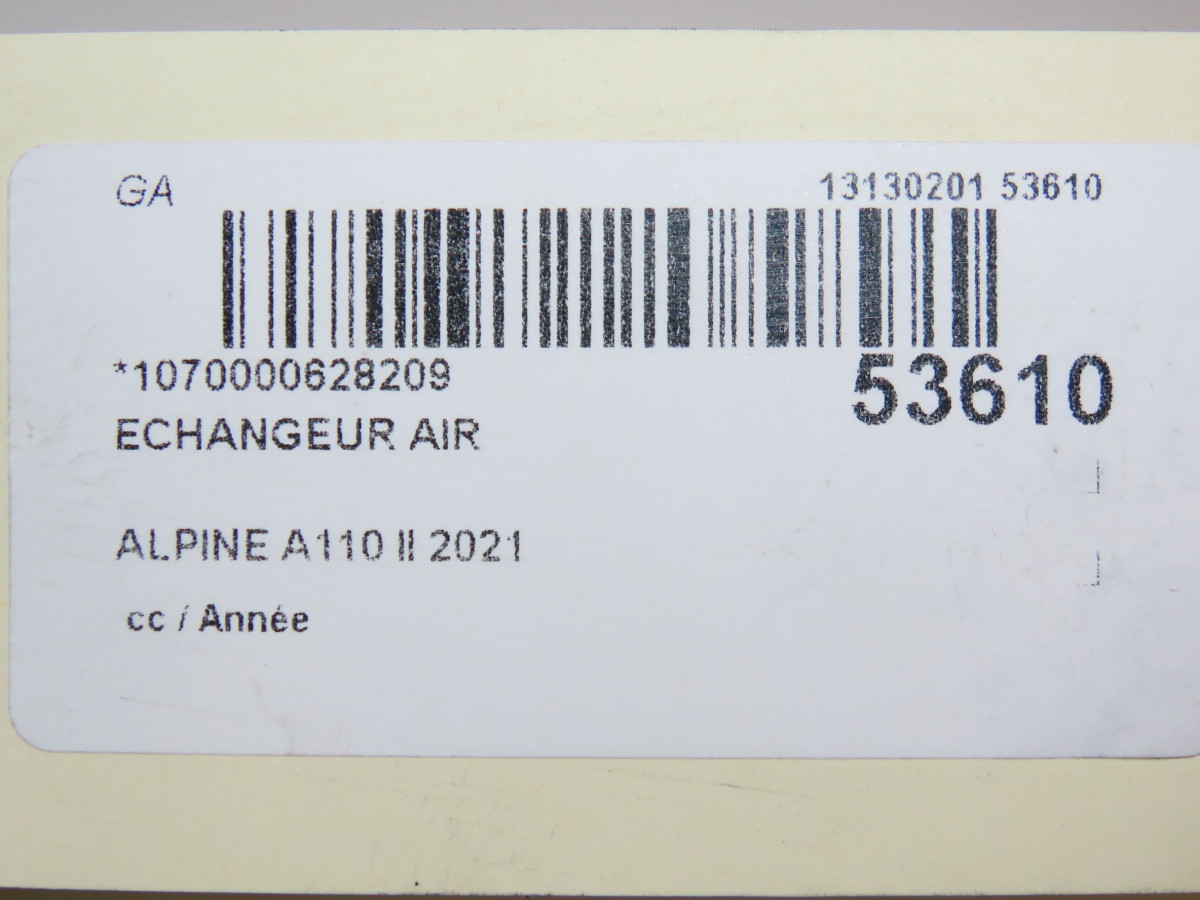 GA
13130201 53610
*1070000628209
53610
ECHANGEUR AIR
ALPINE A110 II 2021
cc / Année